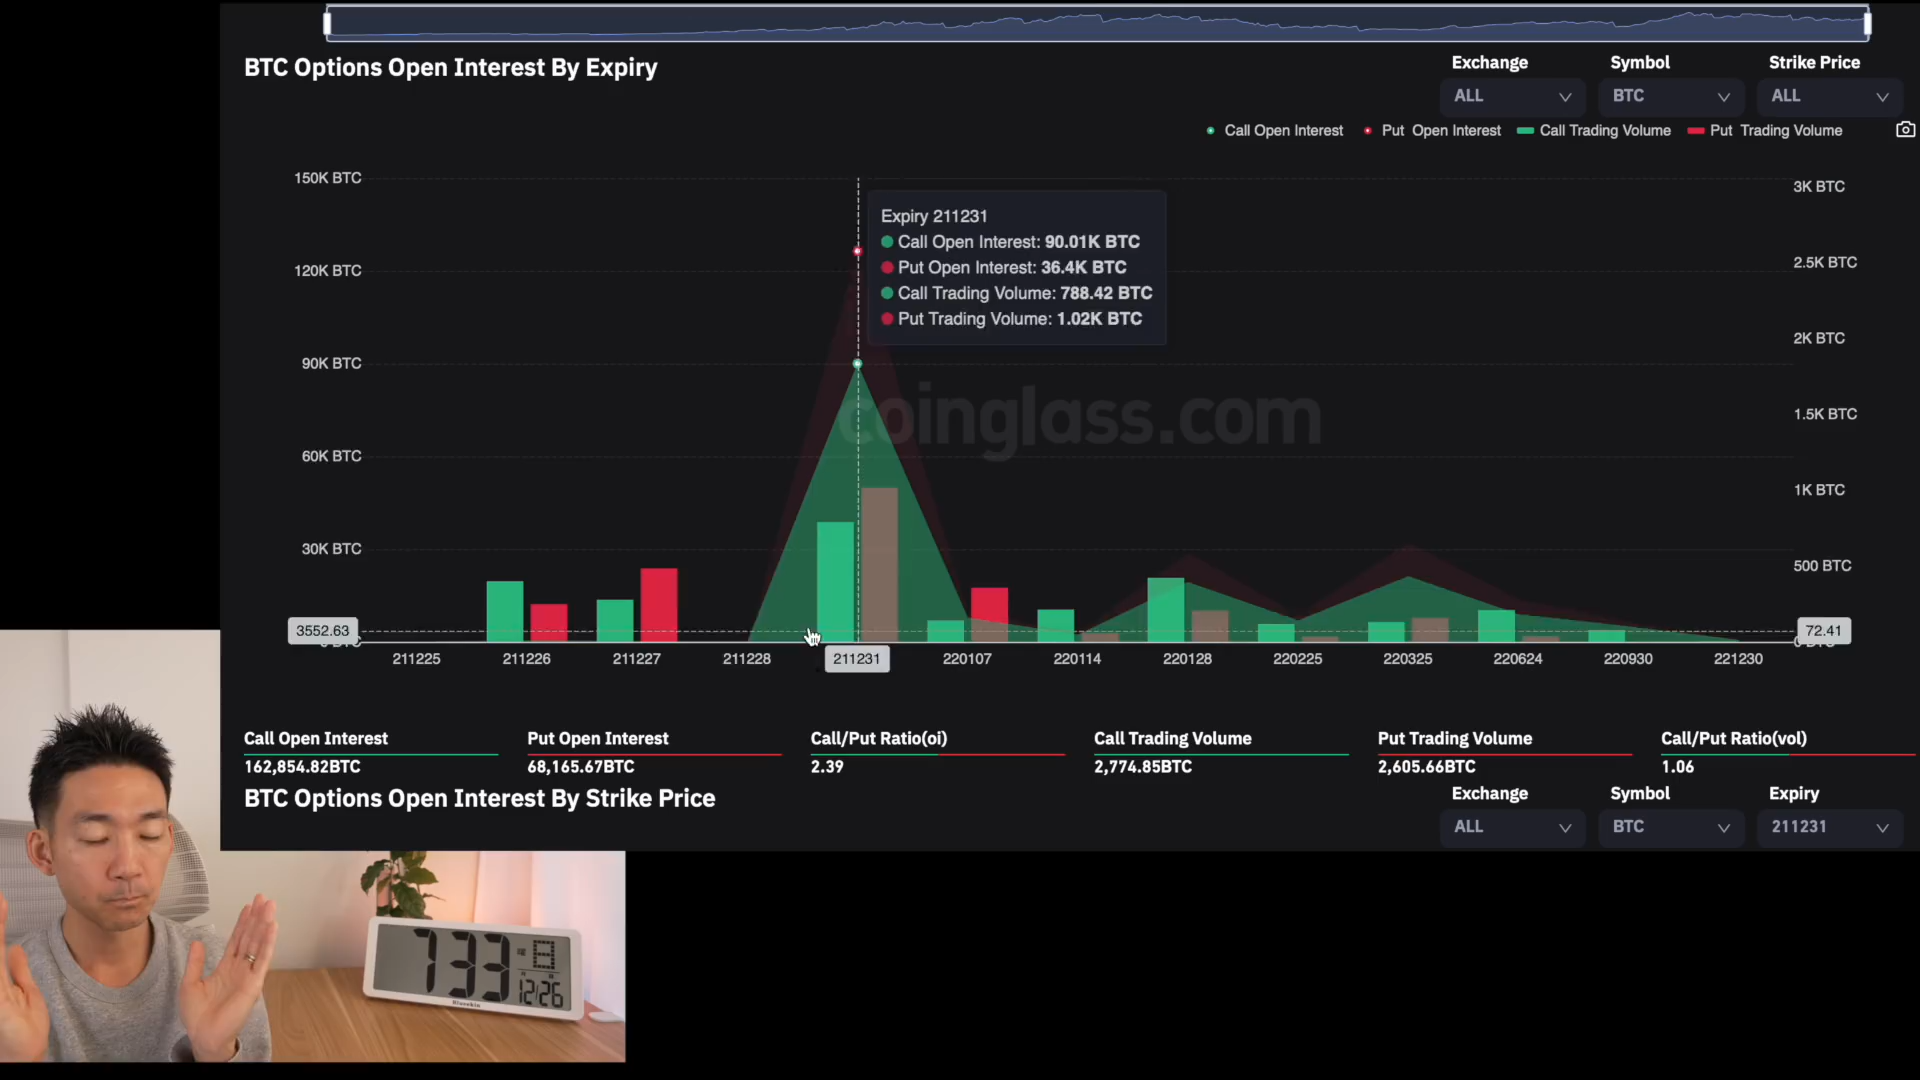 BTC Options Open Interest By Expiry
Exchange
Symbol
Strike Price
ALL
BTC
ALL
Call Open Interest
Put Open Interest
Call Trading Volume
Put Trading Volume
150K BTC
120K BTC
90K BTC
60K BTC
30K BTC
3552.63
3K BTC
2.5K BTC
2K BTC
1.5K BTC
1K BTC
500 BTC
72.41
Expiry 211231
Call Open Interest: 90.01K BTC
Put Open Interest: 36.4K BTC
Call Trading Volume: 788.42 BTC
Put Trading Volume: 1.02K BTC
coinglass.com
211225
211226
211227
211228
211231
220107
220114
220128
220225
220325
220624
220930
221230
Call Open Interest
162,854.82BTC
Put Open Interest
68,165.67BTC
Call/Put Ratio(oi)
2.39
Call Trading Volume
2,774.85BTC
Put Trading Volume
2,605.66BTC
Call/Put Ratio(vol)
1.06
BTC Options Open Interest By Strike Price
Exchange
Symbol
Expiry
ALL
BTC
211231
733
日
12/26